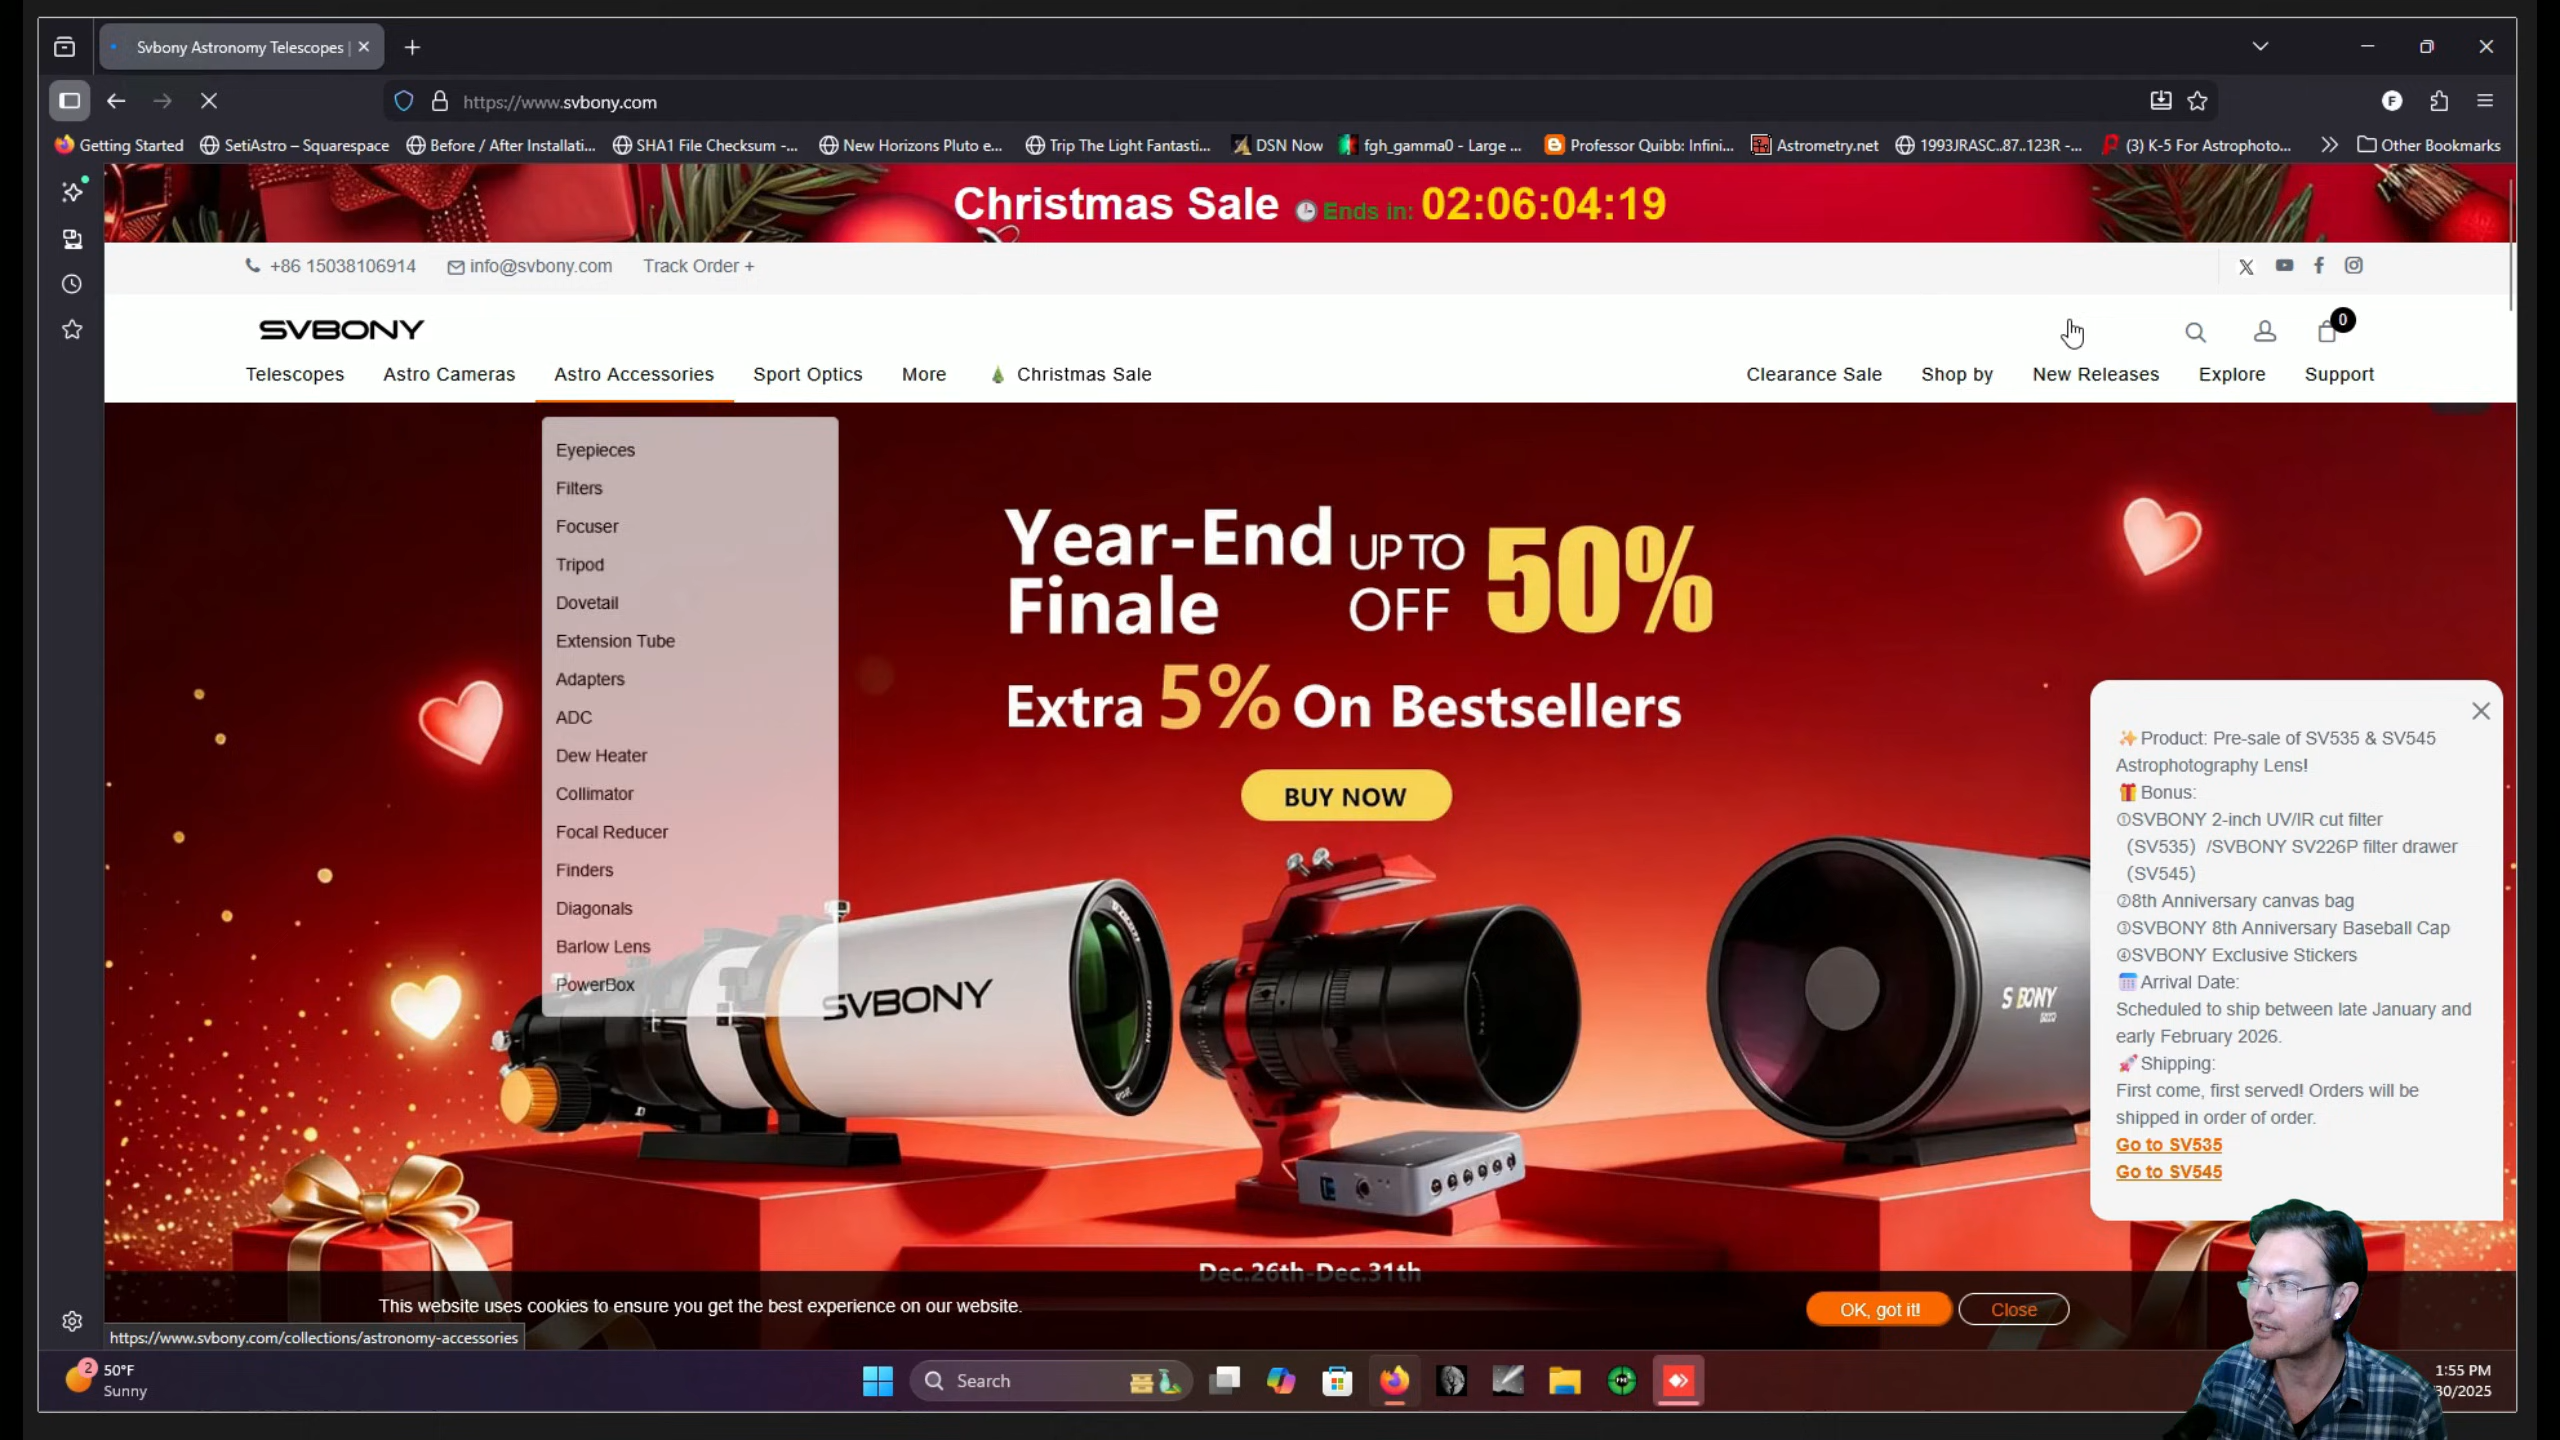 Svbony Astronomy Telescopes |
https://www.svbony.com
Getting Started
SetiAstro – Squarespace
Before / After Installati...
SHA1 File Checksum -...
New Horizons Pluto e...
Trip The Light Fantasti...
DSN Now
fgh_gamma0 - Large ...
Professor Quibb: Infini...
Astrometry.net
1993JRASC..87..123R -...
(3) K-5 For Astrophoto...
Other Bookmarks
Christmas Sale Ends in: 02:06:04:19
+86 15038106914 info@svbony.com Track Order +
SVBONY
0
Telescopes Astro Cameras Astro Accessories Sport Optics More Christmas Sale Clearance Sale Shop by New Releases Explore Support
Eyepieces
Filters
Focuser
Tripod
Dovetail
Extension Tube
Adapters
ADC
Dew Heater
Collimator
Focal Reducer
Finders
Diagonals
Barlow Lens
PowerBox
Year-End Finale UP TO 50% OFF
Extra 5% On Bestsellers
BUY NOW
SVBONY
Dec.26th-Dec.31th
Product: Pre-sale of SV535 & SV545
Astrophotography Lens!
Bonus:
①SVBONY 2-inch UV/IR cut filter
（SV535）/SVBONY SV226P filter drawer
（SV545）
②8th Anniversary canvas bag
③SVBONY 8th Anniversary Baseball Cap
④SVBONY Exclusive Stickers
Arrival Date:
Scheduled to ship between late January and
early February 2026.
Shipping:
First come, first served! Orders will be
shipped in order of order.
Go to SV535
Go to SV545
This website uses cookies to ensure you get the best experience on our website.
OK, got it!
Close
https://www.svbony.com/collections/astronomy-accessories
2
50°F
Sunny
Search
1:55 PM
30/2025